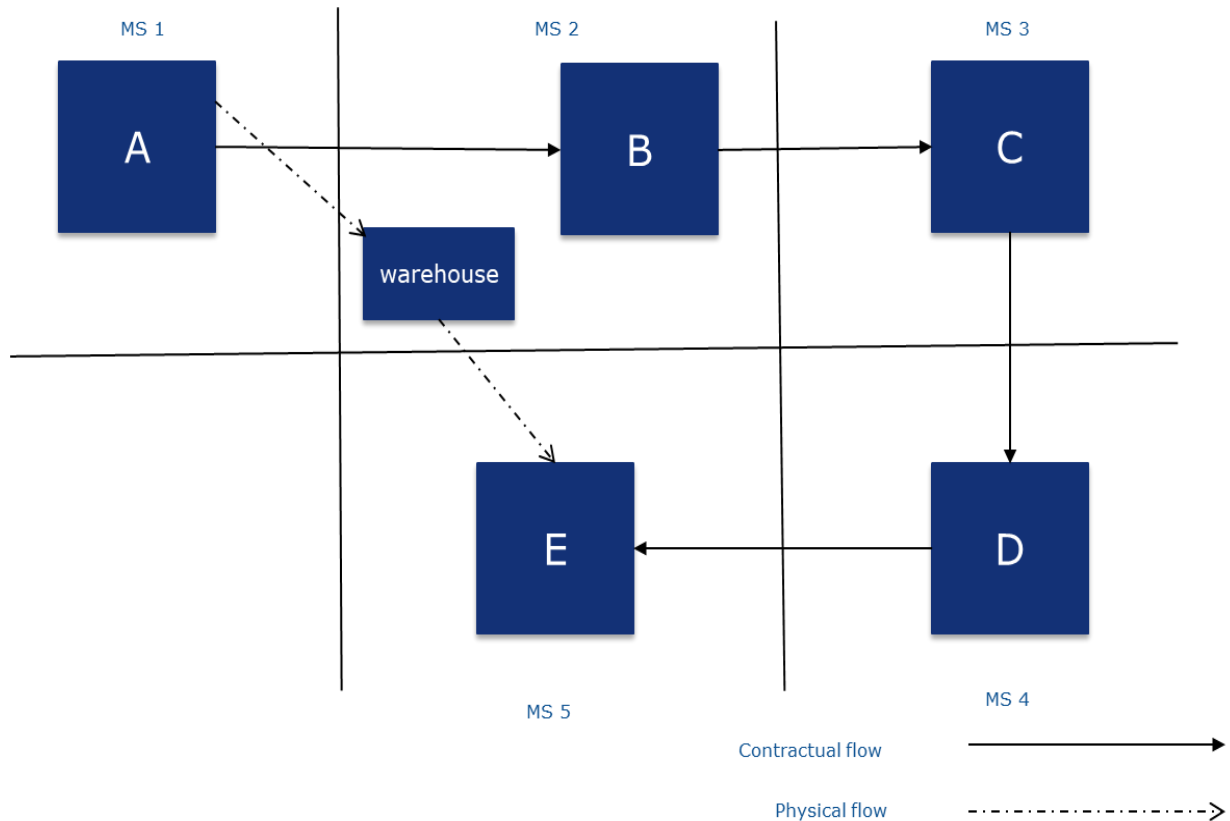 MS 1
MS 2
MS 3
A
B
C
warehouse
E
D
MS 5
MS 4
Contractual flow
Physical flow